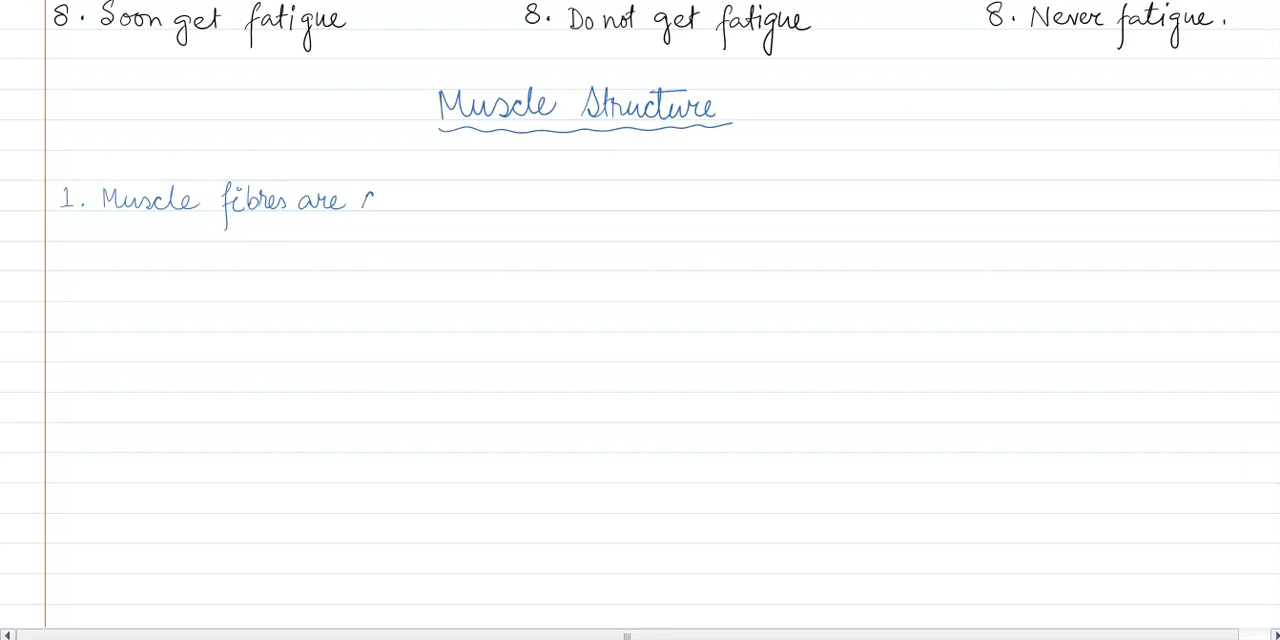 8. Soon get fatigue 8. Do not get fatigue 8. Never fatigue.
Muscle Structure
1. Muscle fibres are